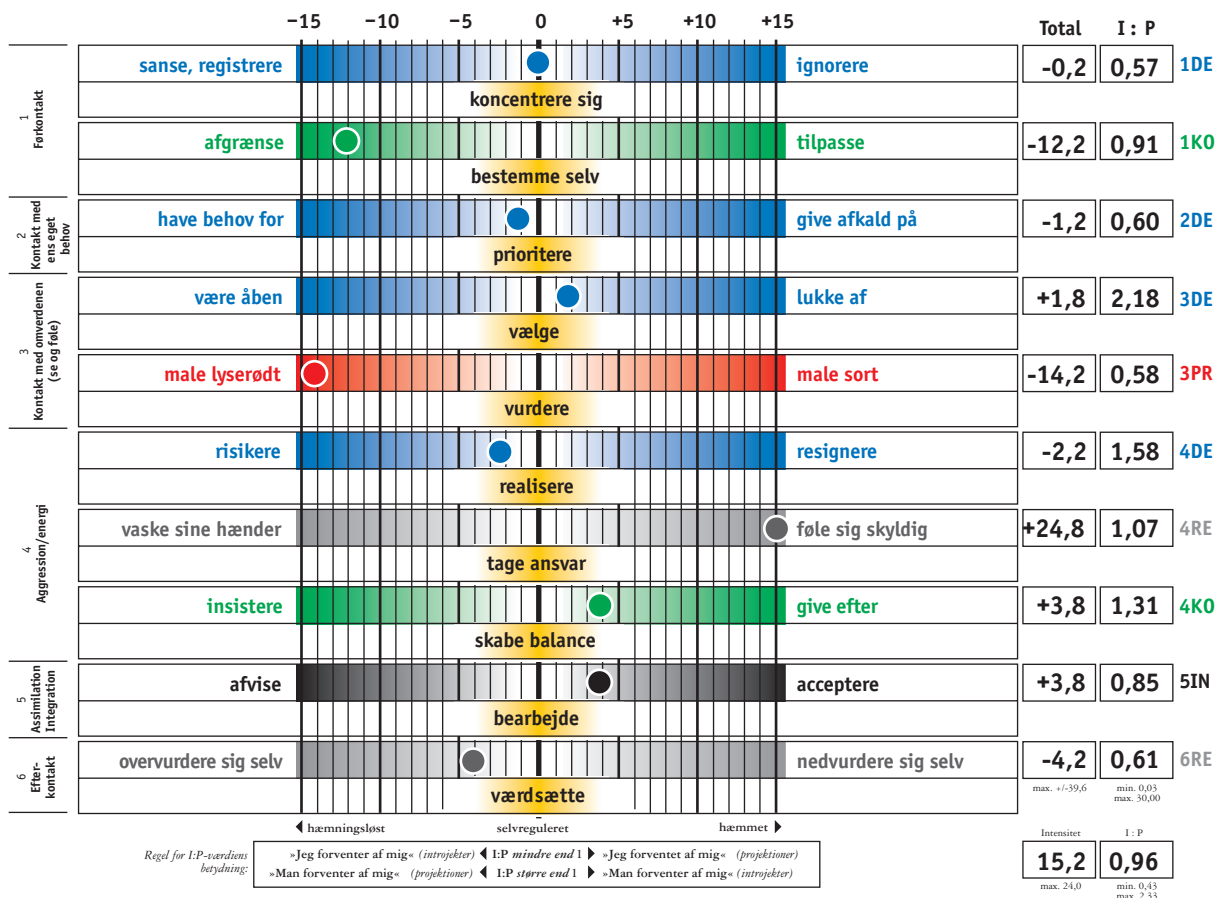 −15 −10 −5 0 +5 +10 +15
Total I : P
1
Førkontakt
sanse, registrere ignorere -0,2 0,57 1DE
koncentrere sig
afgrænse tilpasse -12,2 0,91 1KO
bestemme selv
2
Kontakt med
ens eget
behov
have behov for give afkald på -1,2 0,60 2DE
prioritere
3
Kontakt med omverdenen
(se og føle)
være åben lukke af +1,8 2,18 3DE
vælge
male lyserødt male sort -14,2 0,58 3PR
vurdere
4
Aggression/energi
risikere resignere -2,2 1,58 4DE
realisere
vaske sine hænder føle sig skyldig +24,8 1,07 4RE
tage ansvar
insistere give efter +3,8 1,31 4KO
skabe balance
5
Assimilation
Integration
afvise acceptere +3,8 0,85 5IN
bearbejde
6
Efter-
kontakt
overvurdere sig selv nedvurdere sig selv -4,2 0,61 6RE
værdsætte
max. +/-39,6 min. 0,03
max. 30,00
◀ hæmningsløst selvreguleret hæmmet ▶
Regel for I:P-værdiens
betydning:
»Jeg forventer af mig« (introjekter) ◀ I:P mindre end 1 ▶ »Jeg forventer af mig« (projektioner)
»Man forventer af mig« (projektioner) ◀ I:P større end 1 ▶ »Man forventer af mig« (introjekter)
Intensitet I : P
15,2 0,96
max. 24,0 min. 0,43
max 2,33